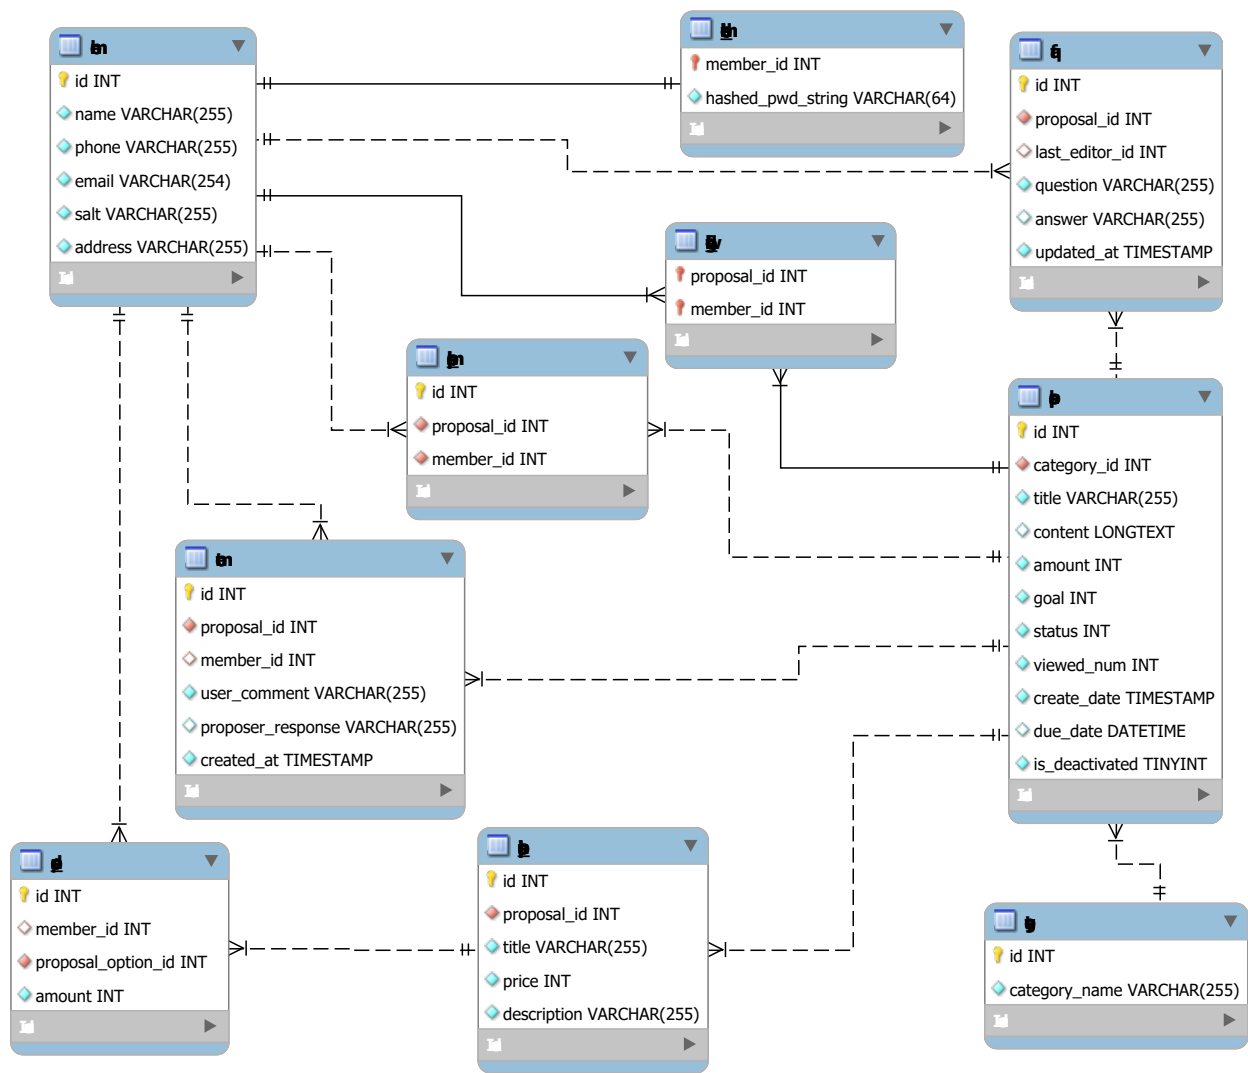 id INT
name VARCHAR(255)
phone VARCHAR(255)
email VARCHAR(254)
salt VARCHAR(255)
address VARCHAR(255)
member_id INT
hashed_pwd_string VARCHAR(64)
id INT
proposal_id INT
last_editor_id INT
question VARCHAR(255)
answer VARCHAR(255)
updated_at TIMESTAMP
proposal_id INT
member_id INT
id INT
proposal_id INT
member_id INT
id INT
category_id INT
title VARCHAR(255)
content LONGTEXT
amount INT
goal INT
status INT
viewed_num INT
create_date TIMESTAMP
due_date DATETIME
is_deactivated TINYINT
id INT
proposal_id INT
member_id INT
user_comment VARCHAR(255)
proposer_response VARCHAR(255)
created_at TIMESTAMP
id INT
member_id INT
proposal_option_id INT
amount INT
id INT
proposal_id INT
title VARCHAR(255)
price INT
description VARCHAR(255)
id INT
category_name VARCHAR(255)